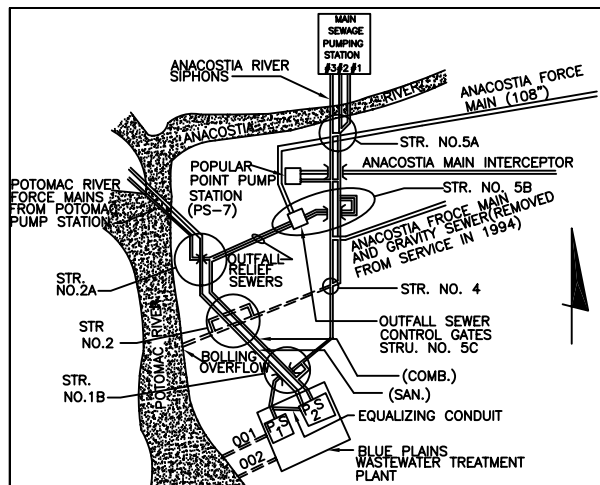 MAIN
SEWAGE
PUMPING
STATION
#3#2#1
ANACOSTIA RIVER
SIPHONS
ANACOSTIA FORCE
MAIN (108")
ANACOSTIA
RIVER
STR. NO.5A
POPULAR
POINT PUMP
STATION
(PS-7)
ANACOSTIA MAIN INTERCEPTOR
POTOMAC RIVER
FORCE MAINS
FROM POTOMAC
PUMP STATION
STR. NO. 5B
ANACOSTIA FROCE MAIN
AND GRAVITY SEWER(REMOVED
FROM SERVICE IN 1994)
OUTFALL
RELIEF
SEWERS
STR.
NO.2A
STR. NO. 4
STR
NO.2
OUTFALL SEWER
CONTROL GATES
STRU. NO. 5C
POTOMAC RIVER
BOLLING
OVERFLOW
STR.
NO.1B
(COMB.)
(SAN.)
P.S
1
P.S
2
EQUALIZING CONDUIT
001
002
BLUE PLAINS
WASTEWATER TREATMENT
PLANT